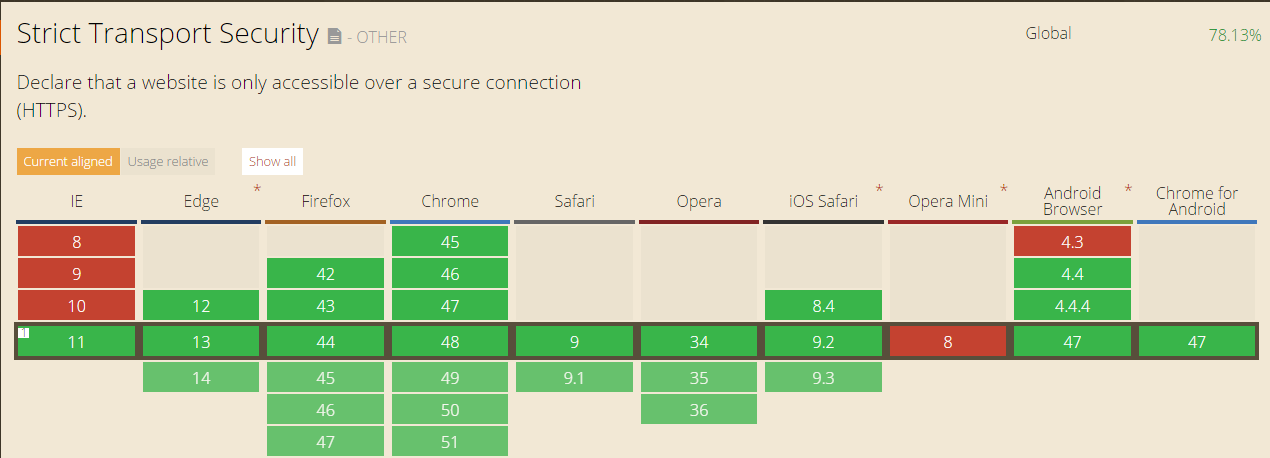 Strict Transport Security - OTHER
Global 78.13%
Declare that a website is only accessible over a secure connection
(HTTPS).
Current aligned Usage relative Show all
IE Edge * Firefox Chrome Safari Opera iOS Safari * Opera Mini * Android Browser * Chrome for Android
8 45 4.3
9 42 46 4.4
10 12 43 47 8.4 4.4.4
1 11 13 44 48 9 34 9.2 8 47 47
14 45 49 9.1 35 9.3
46 50 36
47 51